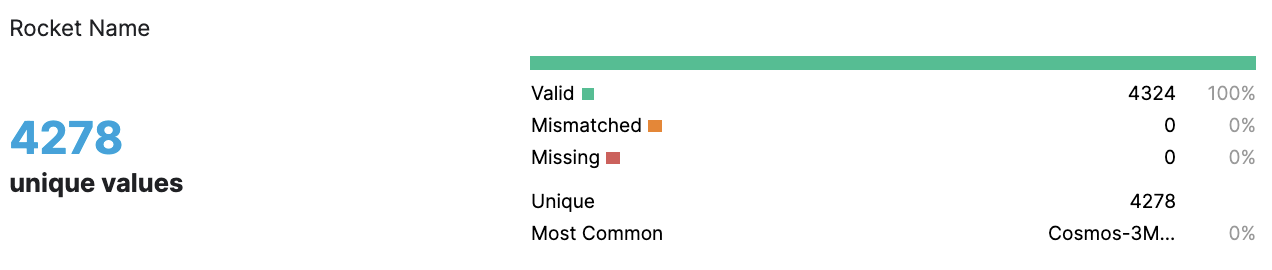 Rocket Name
4278
unique values
Valid 4324 100%
Mismatched 0 0%
Missing 0 0%
Unique 4278
Most Common Cosmos-3M... 0%